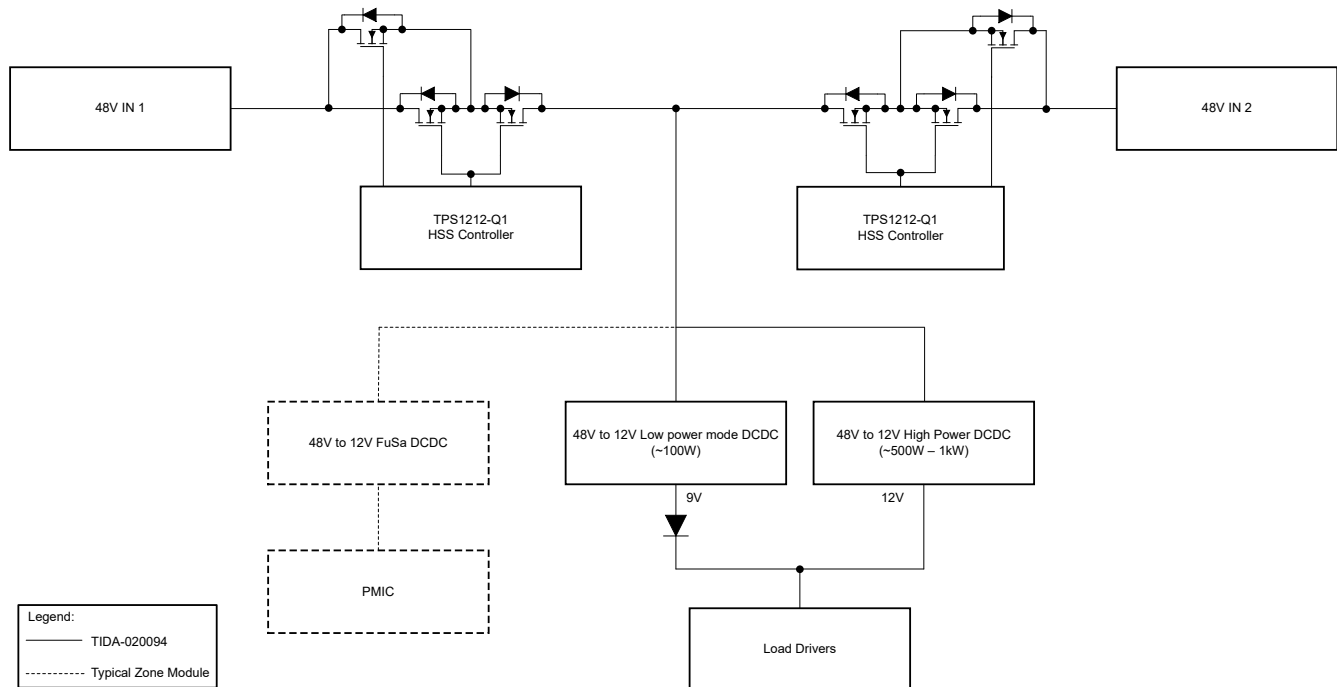 48V IN 1
48V IN 2
TPS1212-Q1
HSS Controller
TPS1212-Q1
HSS Controller
48V to 12V FuSa DCDC
48V to 12V Low power mode DCDC
(~100W)
48V to 12V High Power DCDC
(~500W – 1kW)
9V
12V
PMIC
Load Drivers
Legend:
TIDA-020094
Typical Zone Module